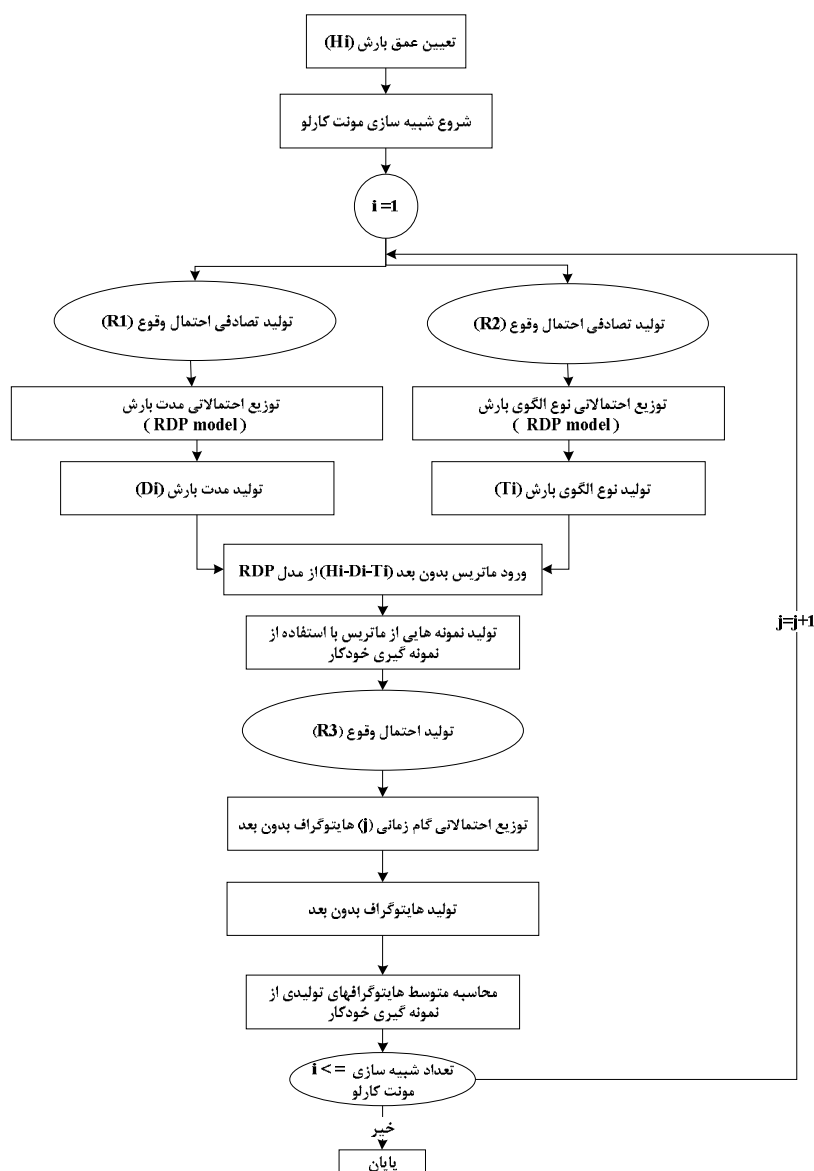 تعیین عمق بارش (Hi)
شروع شبیه سازی مونت کارلو
i =1
تولید تصادفی احتمال وقوع (R1)
تولید تصادفی احتمال وقوع (R2)
توزیع احتمالاتی مدت بارش
( RDP model )
توزیع احتمالاتی نوع الگوی بارش
( RDP model )
تولید مدت بارش (Di)
تولید نوع الگوی بارش (Ti)
ورود ماتریس بدون بعد (Hi-Di-Ti) از مدل RDP
تولید نمونه هایی از ماتریس با استفاده از
نمونه گیری خودکار
j=j+1
تولید احتمال وقوع (R3)
توزیع احتمالاتی گام زمانی (j) هایتوگراف بدون بعد
تولید هایتوگراف بدون بعد
محاسبه متوسط هایتوگرافهای تولیدی از
نمونه گیری خودکار
تعداد شبیه سازی i < =
مونت کارلو
خیر
پایان